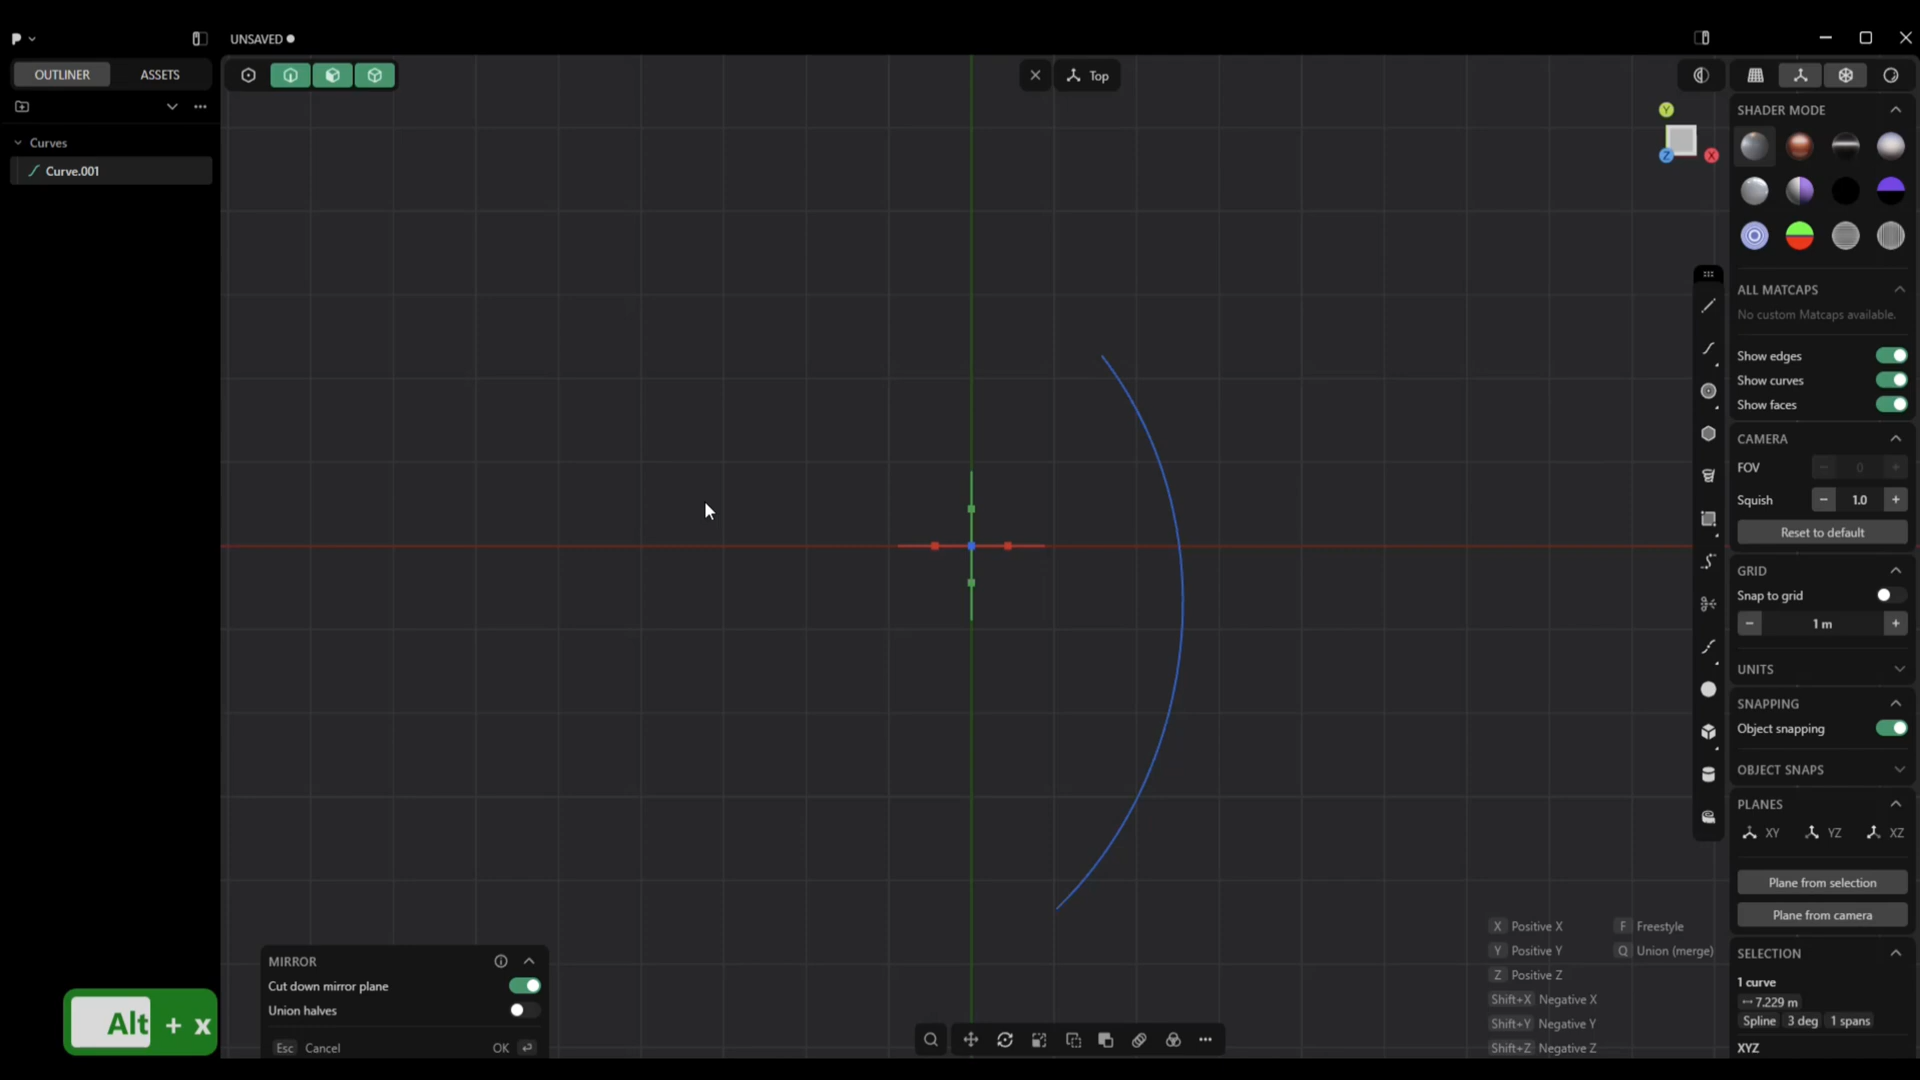 UNSAVED
OUTLINER
ASSETS
Curves
Curve.001
Top
Y
Z
X
SHADER MODE
ALL MATCAPS
No custom Matcaps available.
Show edges
Show curves
Show faces
CAMERA
FOV
− 0 +
Squish
− 1.0 +
Reset to default
GRID
Snap to grid
− 1 m +
UNITS
SNAPPING
Object snapping
OBJECT SNAPS
PLANES
XY YZ XZ
Plane from selection
Plane from camera
SELECTION
1 curve
↔ 7.229 m
Spline 3 deg 1 spans
XYZ
X Positive X
F Freestyle
Y Positive Y
Q Union (merge)
Z Positive Z
Shift+X Negative X
Shift+Y Negative Y
Shift+Z Negative Z
MIRROR
Cut down mirror plane
Union halves
Esc Cancel
OK
Alt + x